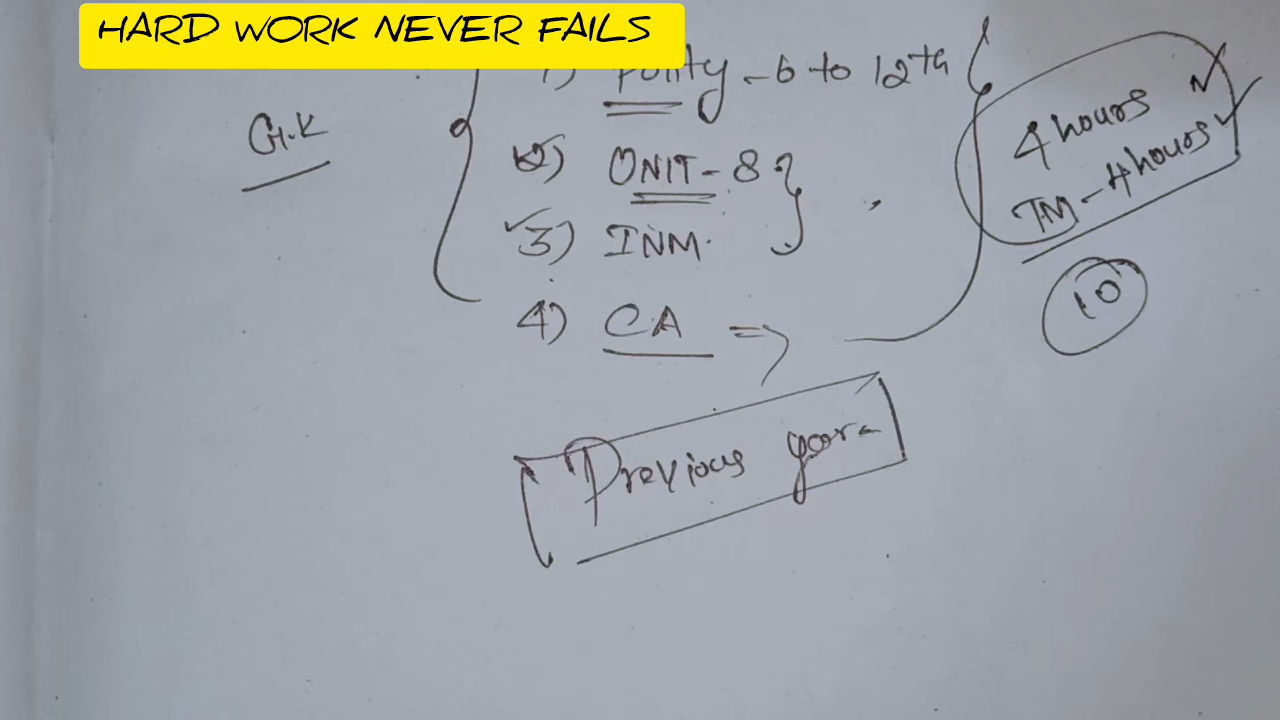 HARD WORK NEVER FAILS
1) Polity - 6 to 12th
G.K
2) UNIT - 8
3) INM.
4) CA =>
4 hours
TM - 4 hours
10
Previous year